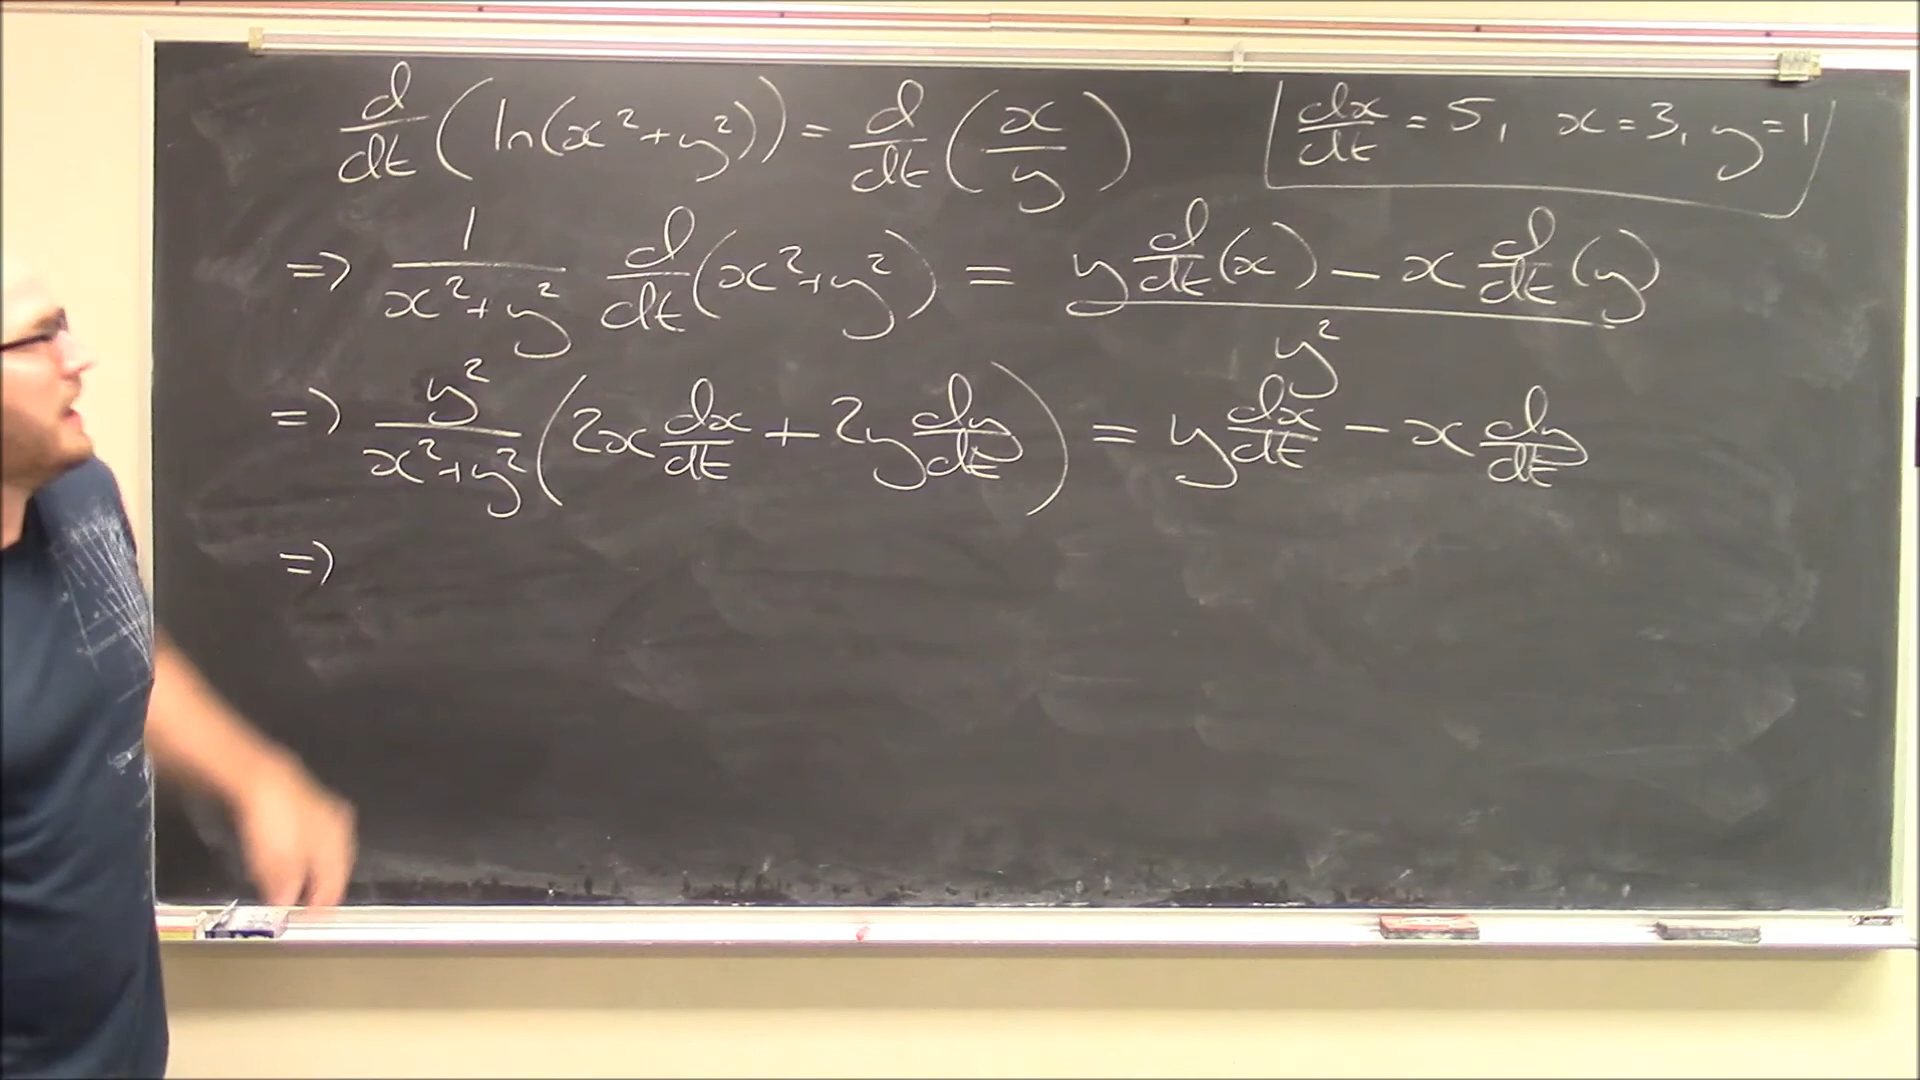 d/dt (ln(x²+y²)) = d/dt (x/y)    dx/dt = 5, x=3, y=1
=> 1/(x²+y²) d/dt (x²+y²) = (y d/dt (x) − x d/dt (y))/y²
=> y²/(x²+y²) (2x dx/dt + 2y dy/dt) = y dx/dt − x dy/dt
=>